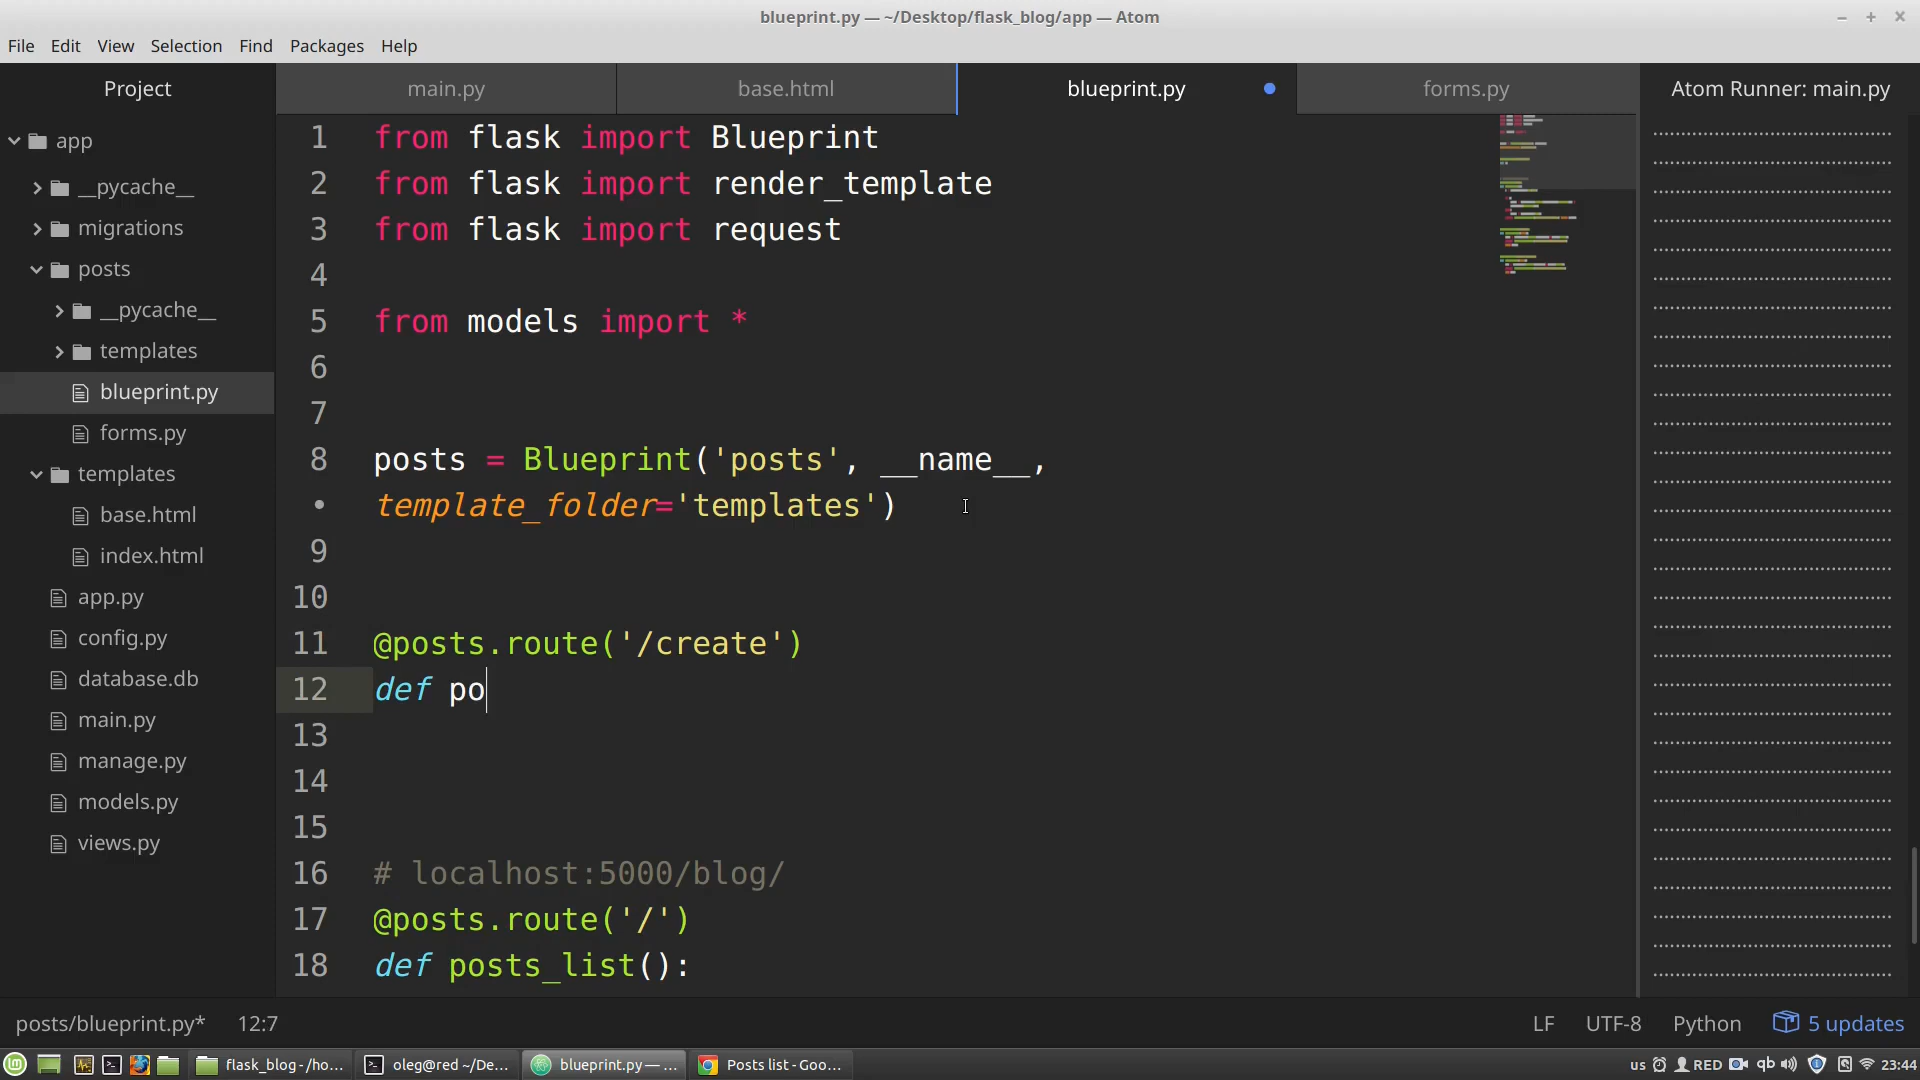 blueprint.py — ~/Desktop/flask_blog/app — Atom
File Edit View Selection Find Packages Help
Project
main.py
base.html
blueprint.py
forms.py
Atom Runner: main.py
app
__pycache__
migrations
posts
__pycache__
templates
blueprint.py
forms.py
templates
base.html
index.html
app.py
config.py
database.db
main.py
manage.py
models.py
views.py
1 from flask import Blueprint
2 from flask import render_template
3 from flask import request
4
5 from models import *
6
7
8 posts = Blueprint('posts', __name__,
• template_folder='templates')
9
10
11 @posts.route('/create')
12 def po
13
14
15
16 # localhost:5000/blog/
17 @posts.route('/')
18 def posts_list():
posts/blueprint.py* 12:7
LF UTF-8 Python 5 updates
flask_blog - /ho...
oleg@red ~/De...
blueprint.py — ...
Posts list - Goo...
us RED qb 23:44